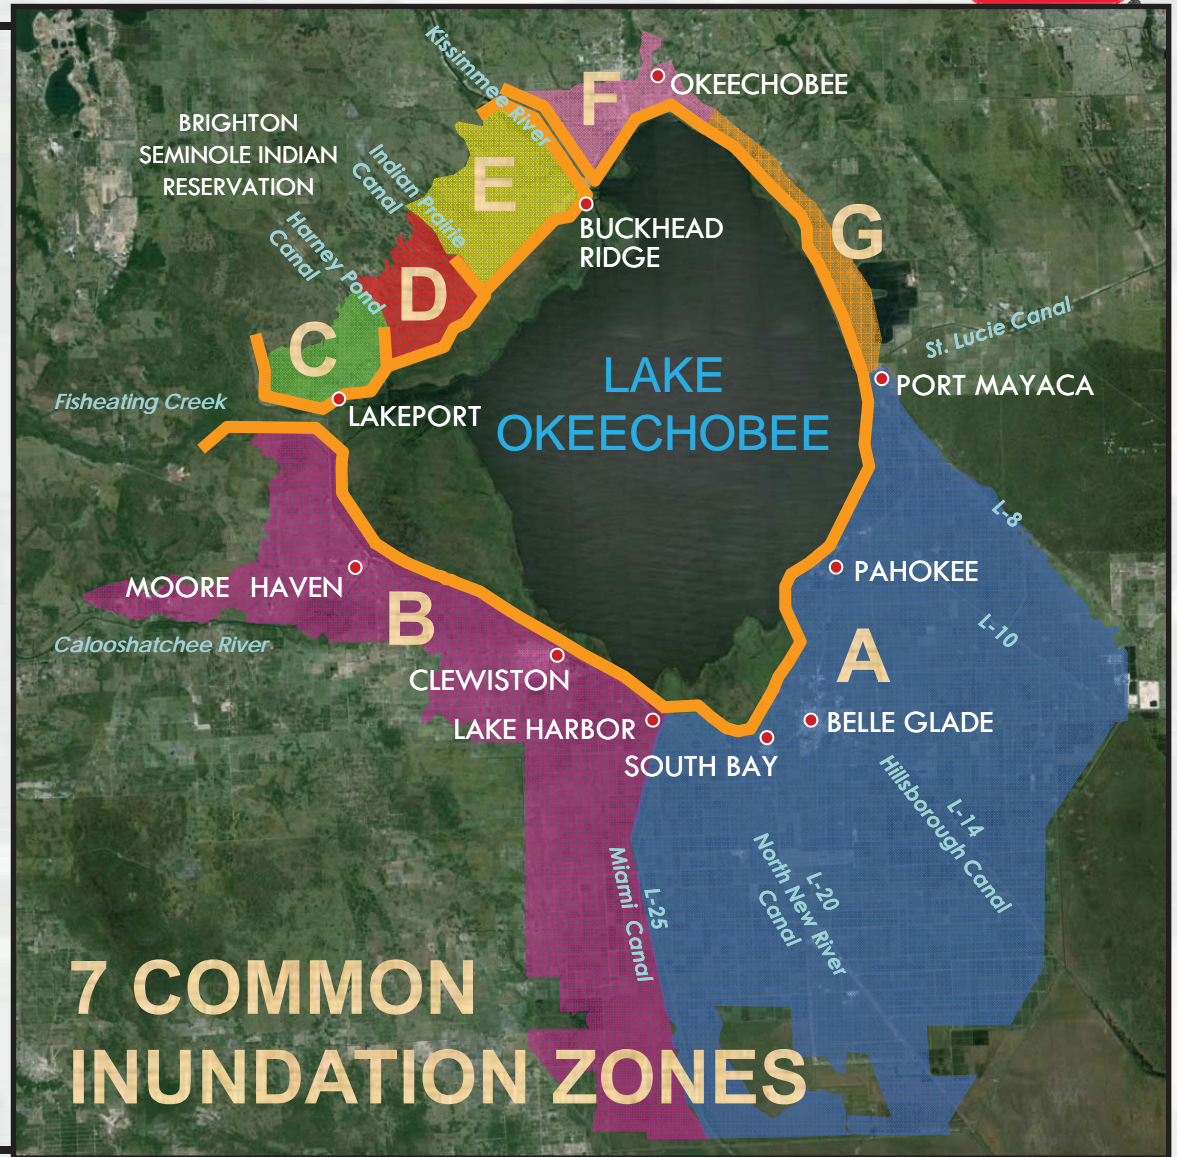 Kissimmee River
F
OKEECHOBEE
BRIGHTON
SEMINOLE INDIAN
RESERVATION
Indian Prairie
Canal
E
BUCKHEAD
RIDGE
G
Harney Pond
Canal
D
C
St. Lucie Canal
LAKE
OKEECHOBEE
PORT MAYACA
Fisheating Creek
LAKEPORT
L-8
MOORE HAVEN
PAHOKEE
B
L-10
Calooshatchee River
A
CLEWISTON
LAKE HARBOR
BELLE GLADE
SOUTH BAY
L-14
Hillsborough Canal
L-20
North New River
Canal
L-25
Miami Canal
7 COMMON
INUNDATION ZONES